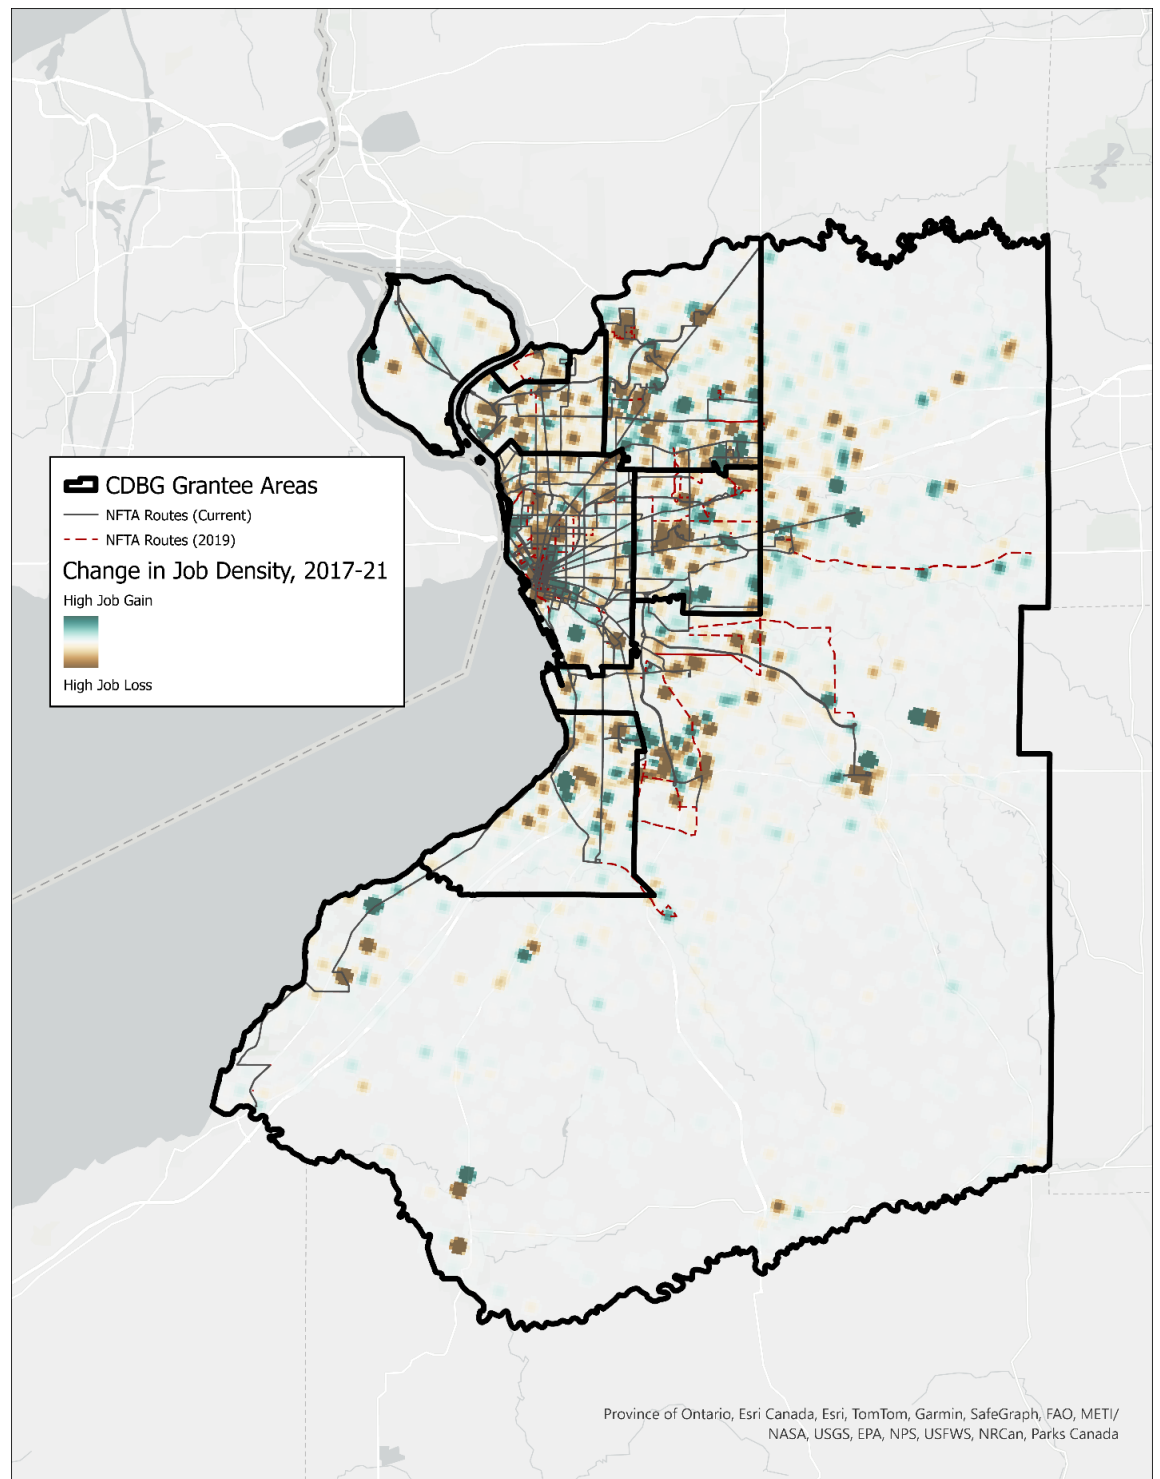 CDBG Grantee Areas
NFTA Routes (Current)
NFTA Routes (2019)
Change in Job Density, 2017-21
High Job Gain
High Job Loss
Province of Ontario, Esri Canada, Esri, TomTom, Garmin, SafeGraph, FAO, METI/
NASA, USGS, EPA, NPS, USFWS, NRCan, Parks Canada